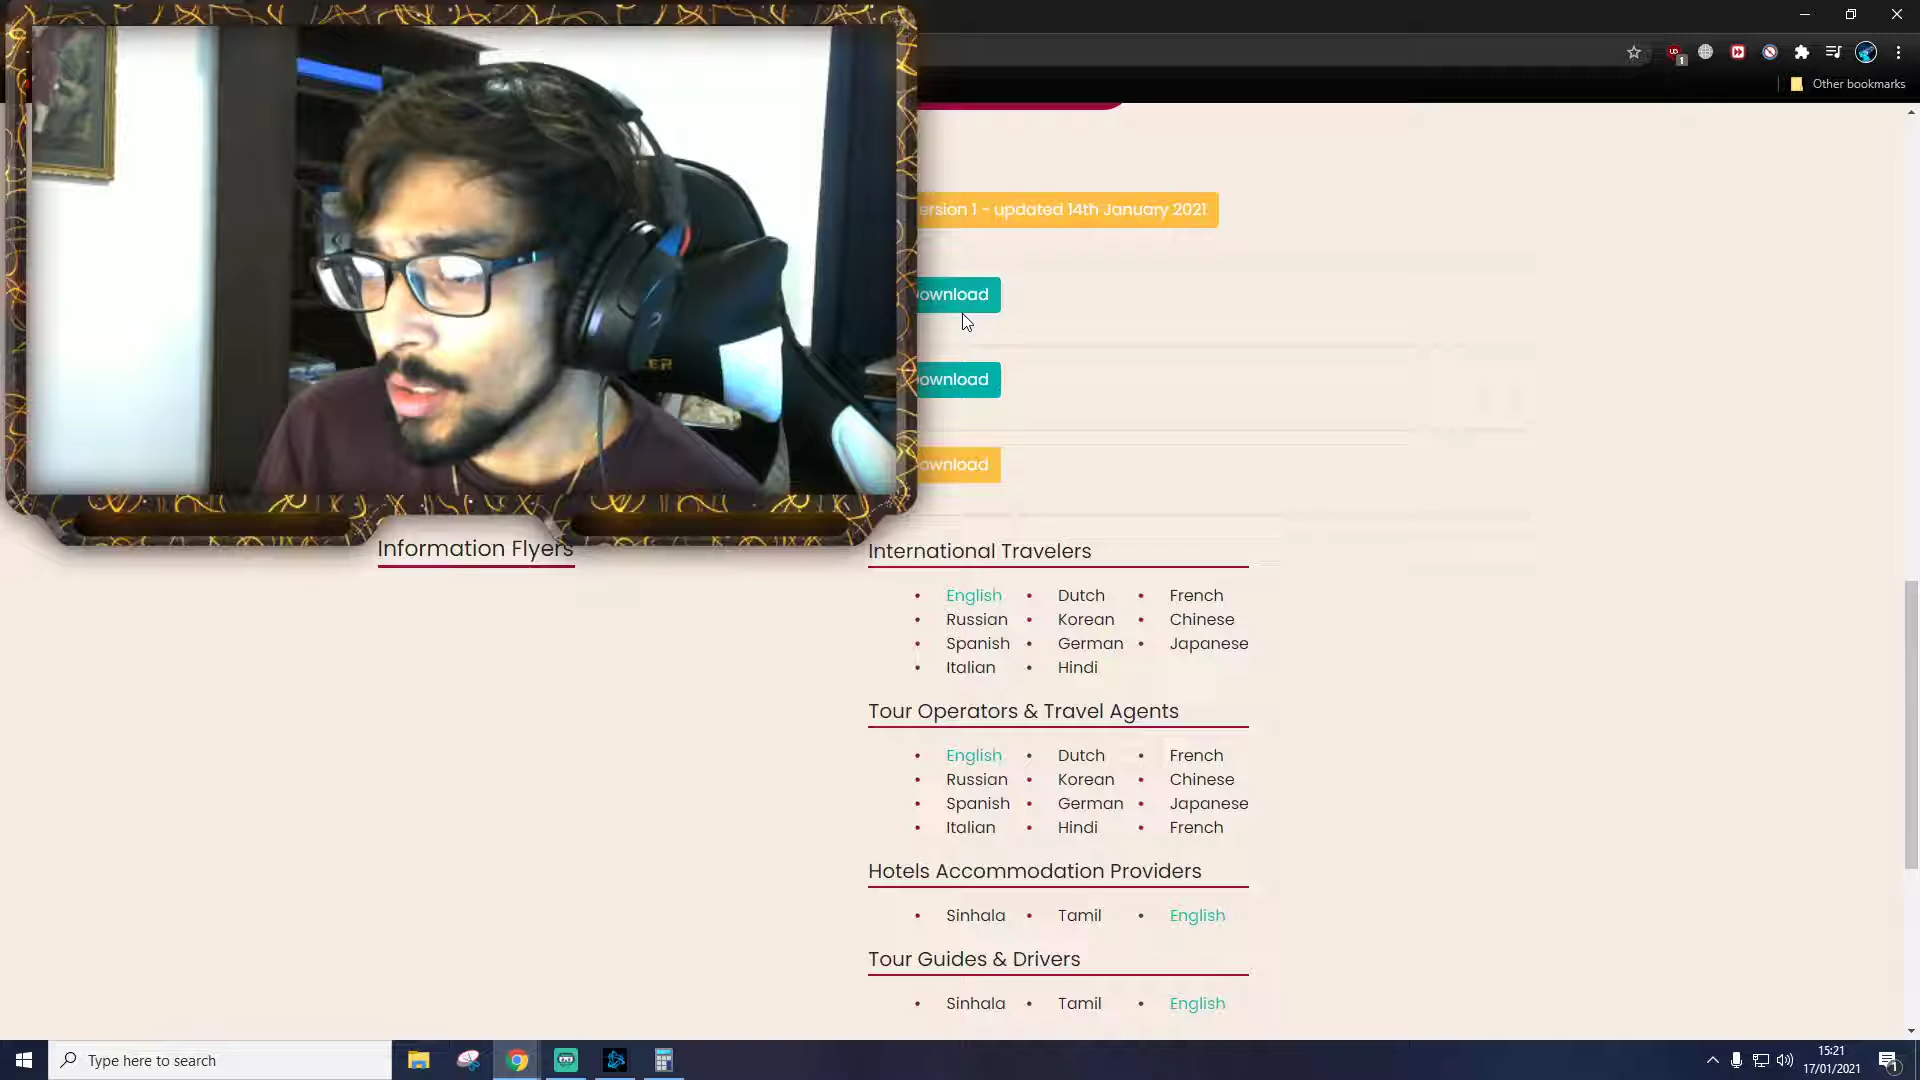 Other bookmarks
ersion 1 - updated 14th January 2021
ownload
ownload
ownload
Information Flyers
International Travelers
• English • Dutch • French
• Russian • Korean • Chinese
• Spanish • German • Japanese
• Italian • Hindi
Tour Operators & Travel Agents
• English • Dutch • French
• Russian • Korean • Chinese
• Spanish • German • Japanese
• Italian • Hindi • French
Hotels Accommodation Providers
• Sinhala • Tamil • English
Tour Guides & Drivers
• Sinhala • Tamil • English
Type here to search
15:21
17/01/2021